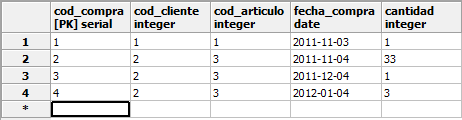 cod_compra cod_cliente cod_articulo fecha_compra cantidad
[PK] serial integer integer date integer
1 1 1 1 2011-11-03 1
2 2 2 3 2011-11-04 33
3 3 2 3 2011-12-04 1
4 4 2 3 2012-01-04 3
*